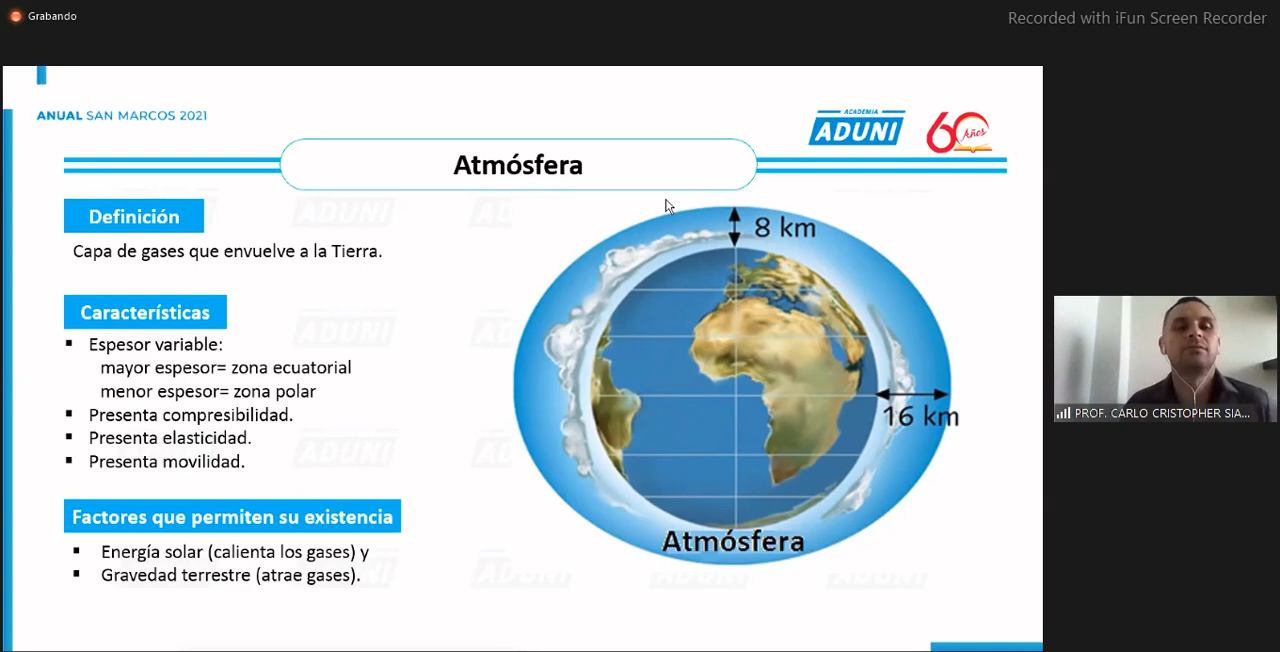 Grabando
Recorded with iFun Screen Recorder
ANUAL SAN MARCOS 2021
ACADEMIA
ADUNI
60 Años
Atmósfera
Definición
Capa de gases que envuelve a la Tierra.
Características
▪ Espesor variable:
mayor espesor= zona ecuatorial
menor espesor= zona polar
▪ Presenta compresibilidad.
▪ Presenta elasticidad.
▪ Presenta movilidad.
Factores que permiten su existencia
▪ Energía solar (calienta los gases) y
▪ Gravedad terrestre (atrae gases).
8 km
16 km
Atmósfera
PROF. CARLO CRISTOPHER SIA...